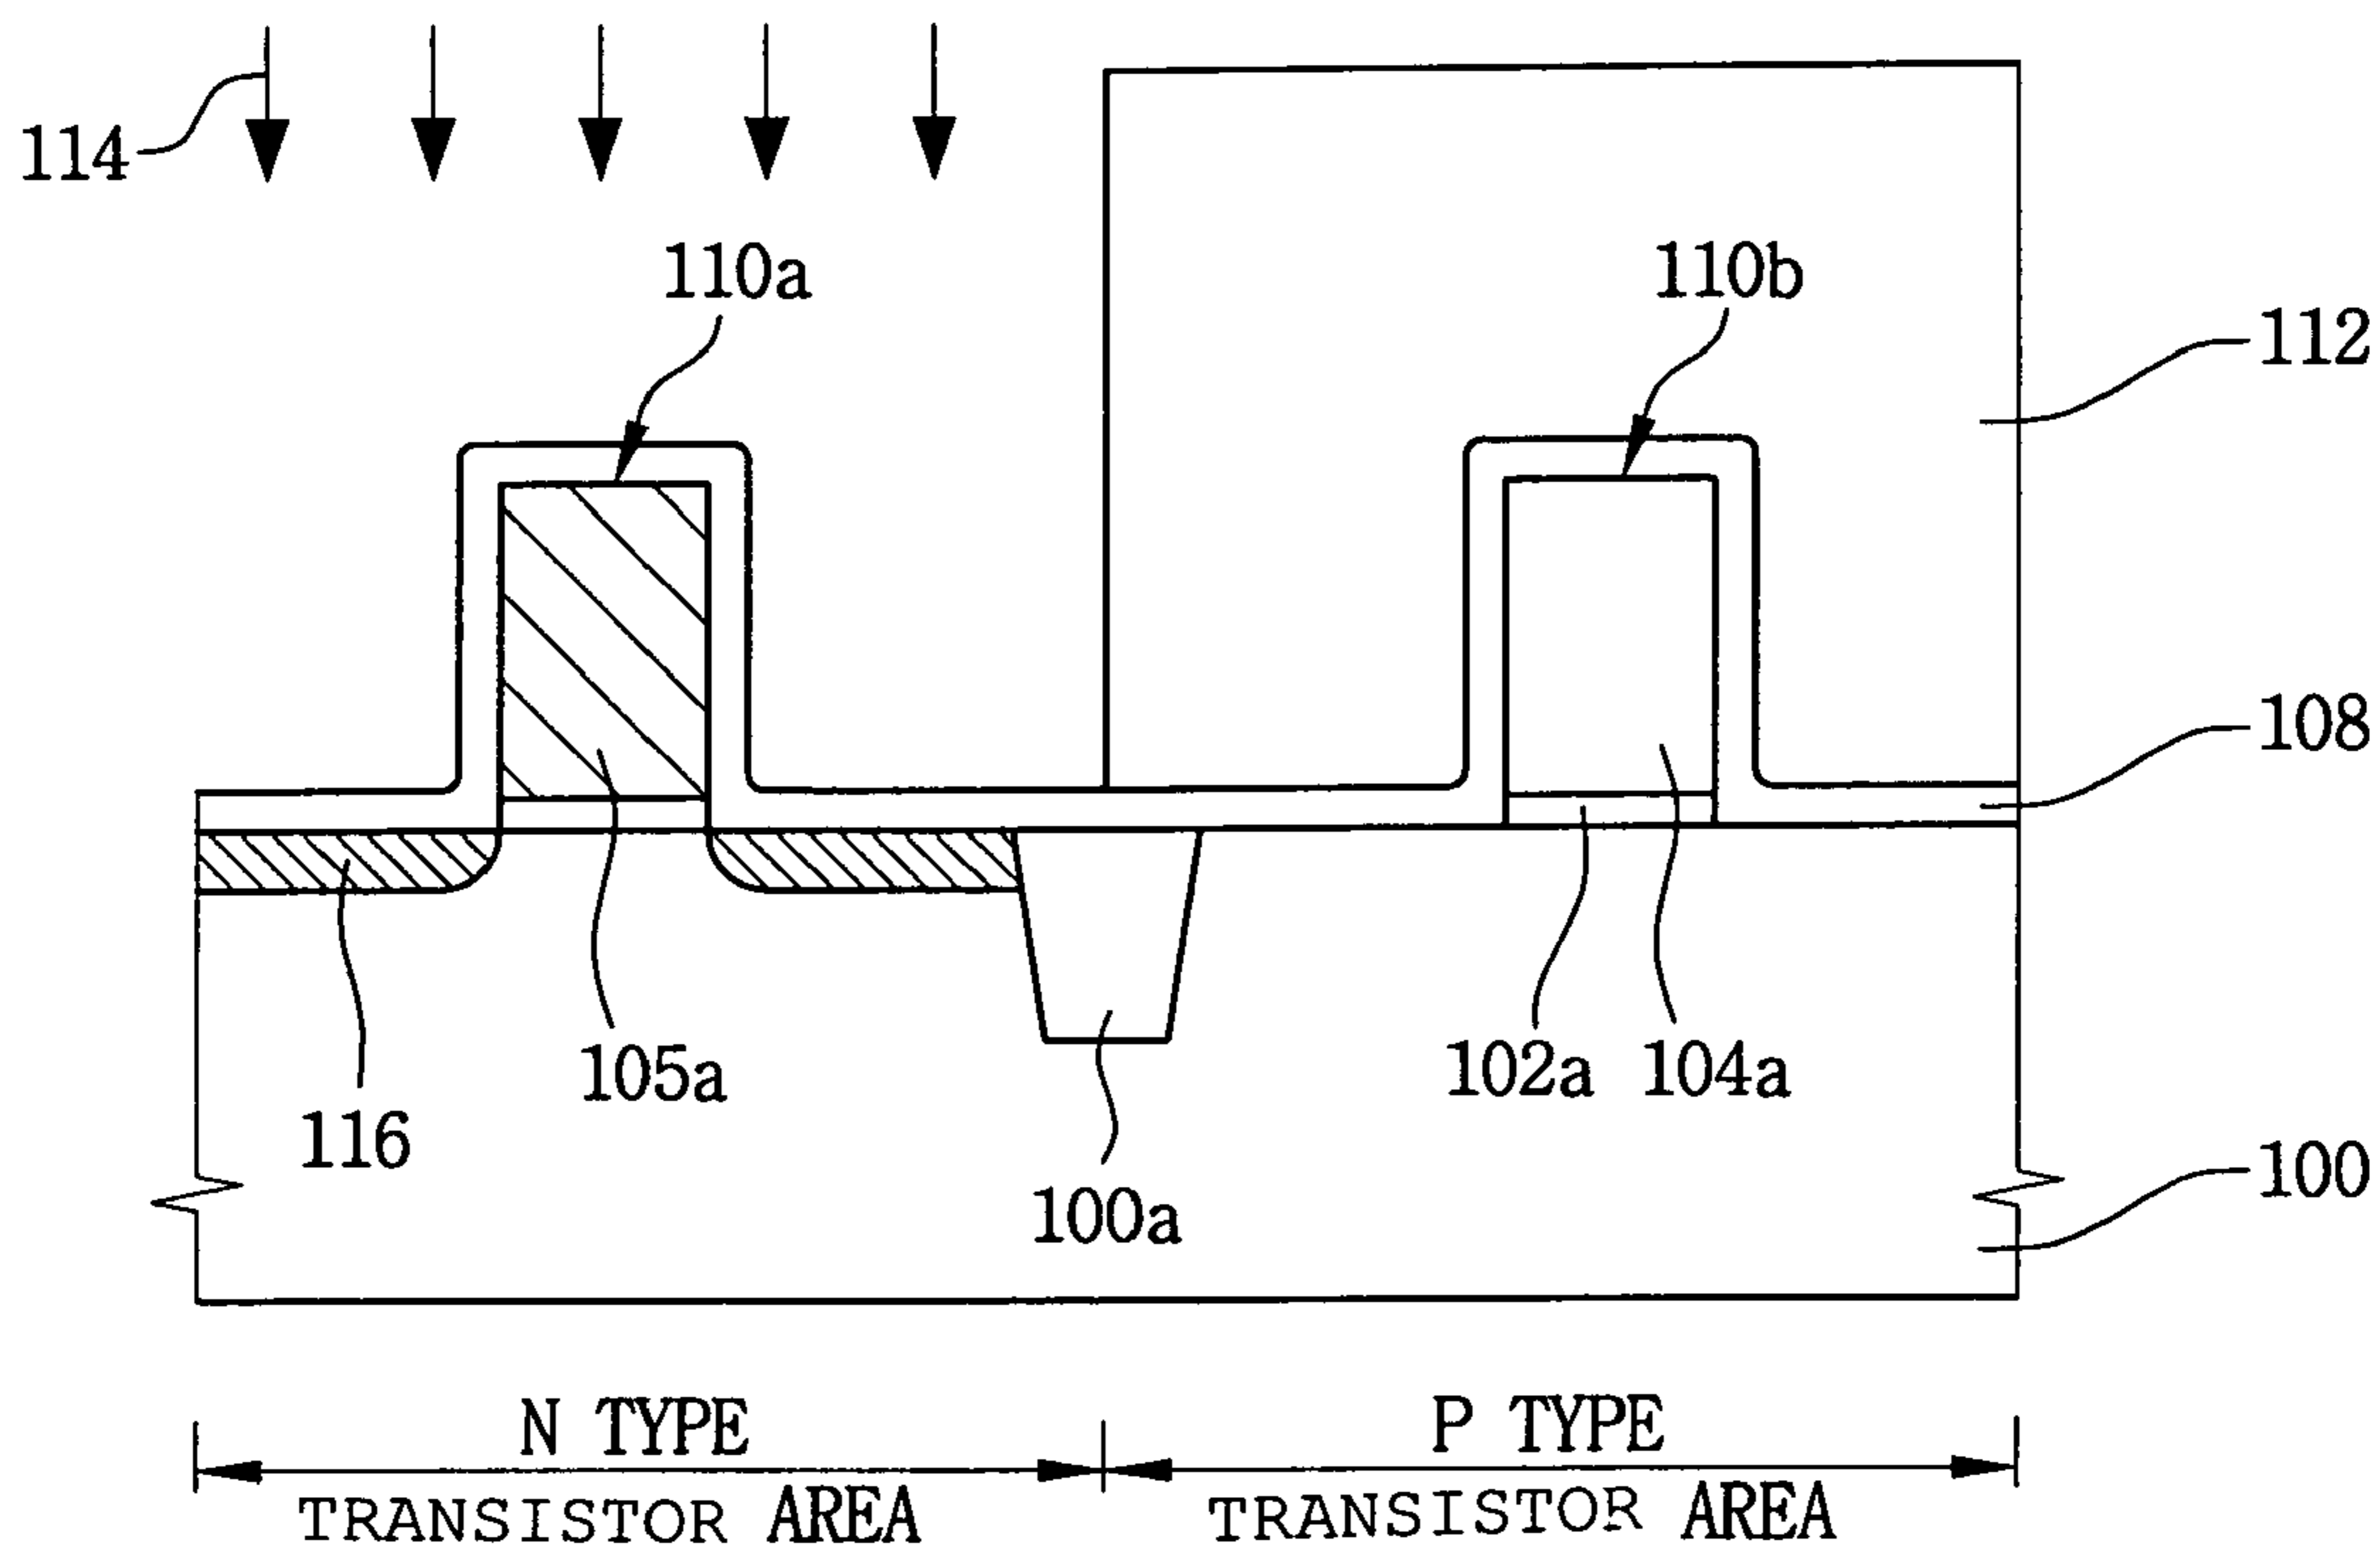 114
110a
110b
112
108
105a
102a
104a
116
100a
100
N TYPE
TRANSISTOR AREA
P TYPE
TRANSISTOR AREA